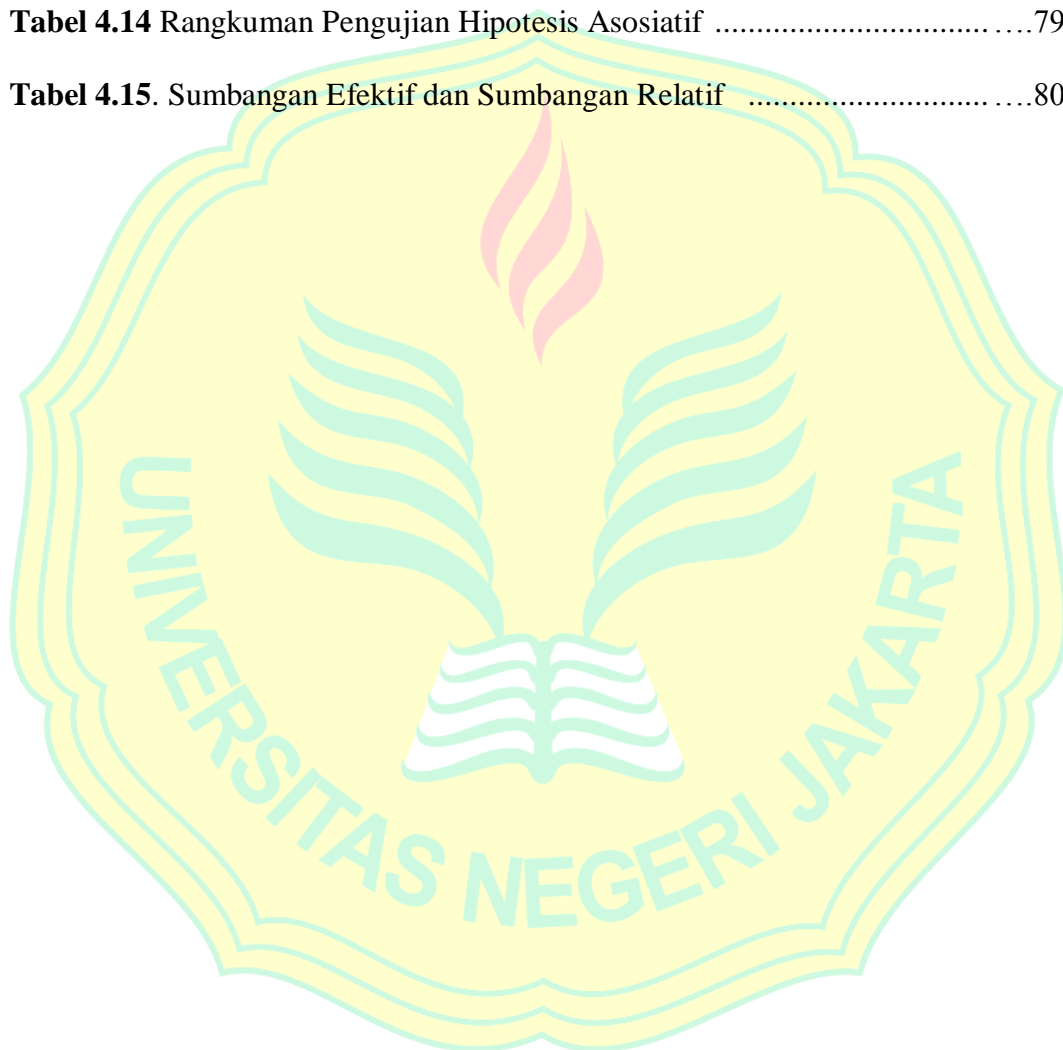 Tabel 4.14 Rangkuman Pengujian Hipotesis Asosiatif ................................. ….79
Tabel 4.15. Sumbangan Efektif dan Sumbangan Relatif ............................. ….80
UNIVERSITAS NEGERI JAKARTA